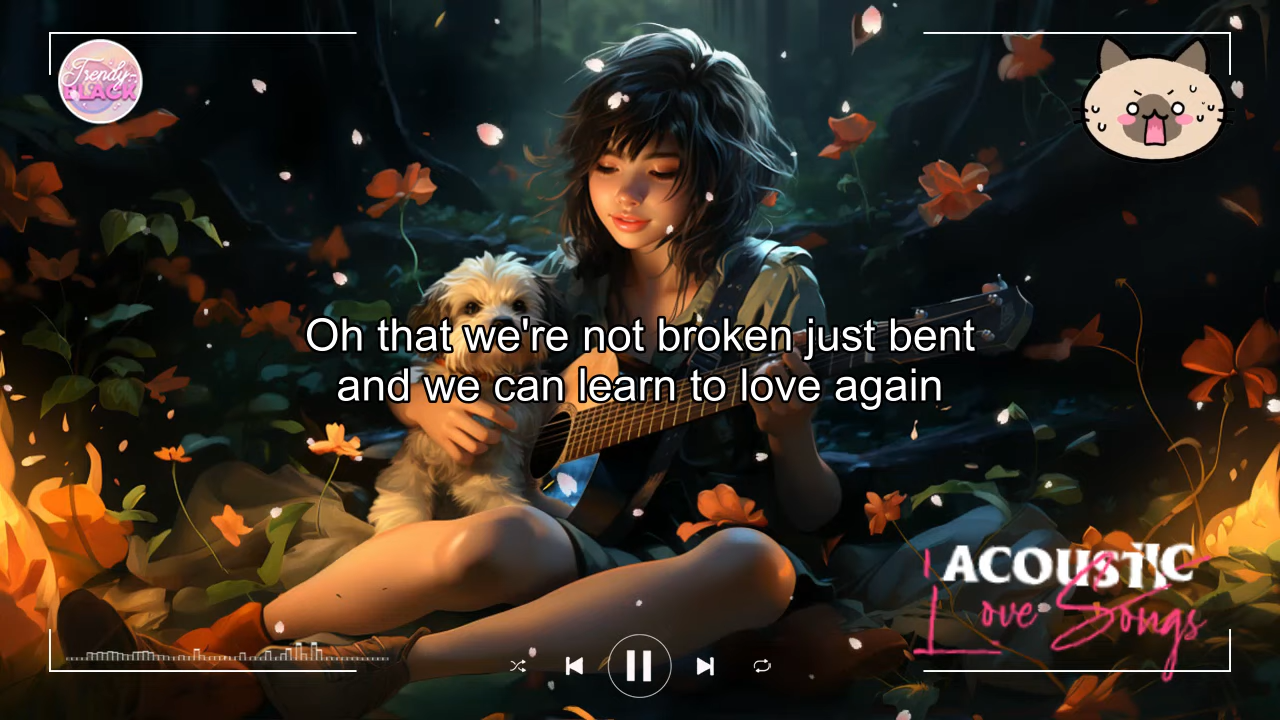 Trendy
BLACK
Oh that we're not broken just bent
and we can learn to love again
ACOUSTIC
Love Songs